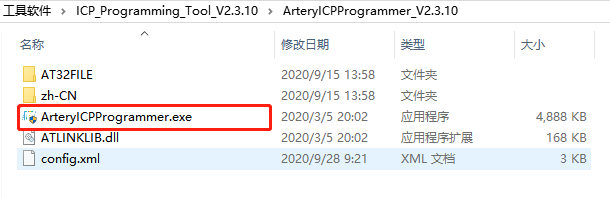 工具软件 > ICP_Programming_Tool_V2.3.10 > ArteryICPProgrammer_V2.3.10
名称 修改日期 类型 大小
AT32FILE 2020/9/15 13:58 文件夹
zh-CN 2020/9/15 13:58 文件夹
ArteryICPProgrammer.exe 2020/3/5 20:02 应用程序 4,888 KB
ATLINKLIB.dll 2020/3/5 20:02 应用程序扩展 168 KB
config.xml 2020/9/28 9:21 XML 文档 3 KB